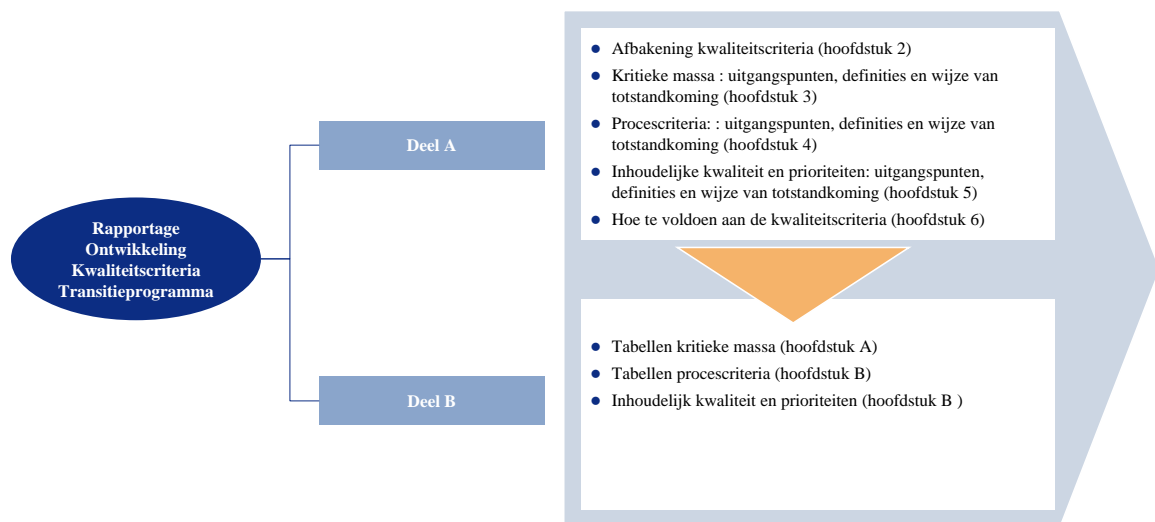 Rapportage
Ontwikkeling
Kwaliteitscriteria
Transitieprogramma
Deel A
● Afbakening kwaliteitscriteria (hoofdstuk 2)
● Kritieke massa : uitgangspunten, definities en wijze van
totstandkoming (hoofdstuk 3)
● Procescriteria: : uitgangspunten, definities en wijze van
totstandkoming (hoofdstuk 4)
● Inhoudelijke kwaliteit en prioriteiten: uitgangspunten,
definities en wijze van totstandkoming (hoofdstuk 5)
● Hoe te voldoen aan de kwaliteitscriteria (hoofdstuk 6)
Deel B
● Tabellen kritieke massa (hoofdstuk A)
● Tabellen procescriteria (hoofdstuk B)
● Inhoudelijk kwaliteit en prioriteiten (hoofdstuk B )